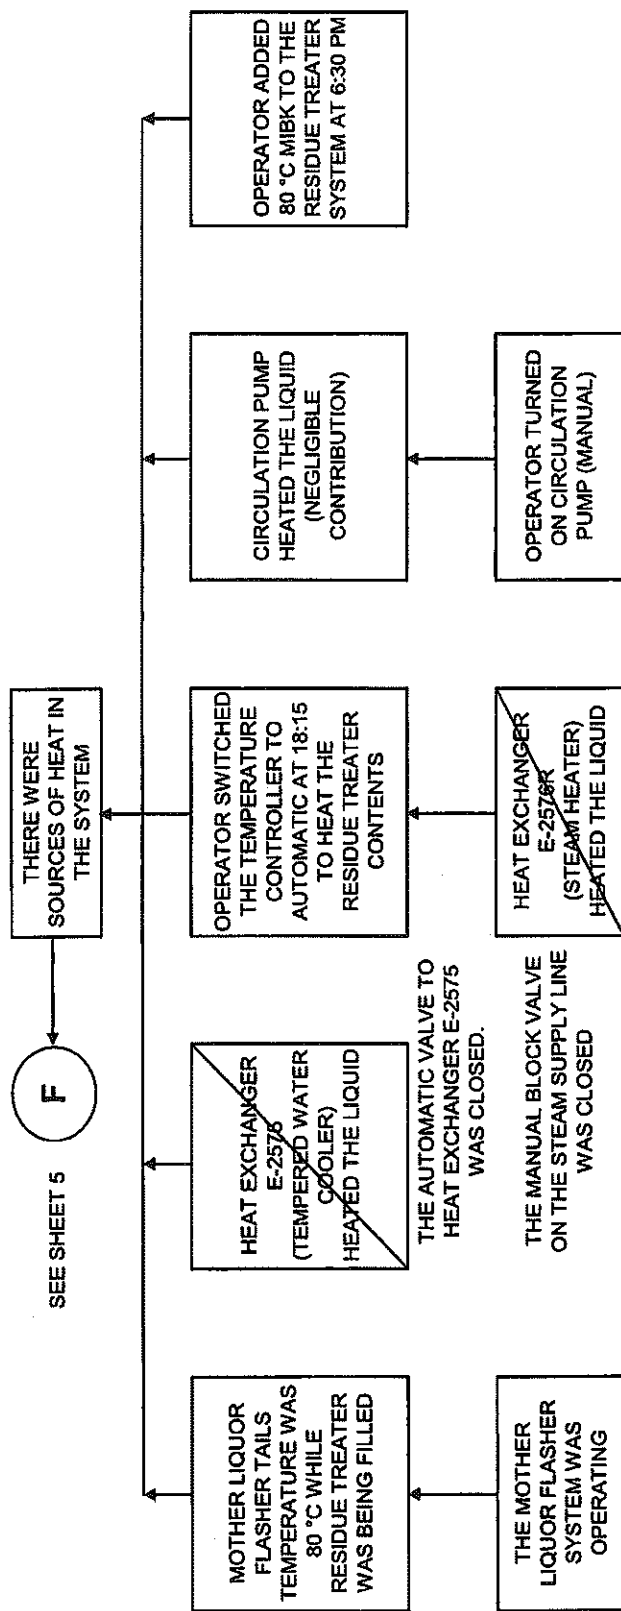 THERE WERE
SOURCES OF HEAT IN
THE SYSTEM
F
SEE SHEET 5
MOTHER LIQUOR
FLASHER TAILS
TEMPERATURE WAS
80 °C WHILE
RESIDUE TREATER
WAS BEING FILLED
HEAT EXCHANGER
E-2575
(TEMPERED WATER
COOLER)
HEATED THE LIQUID
OPERATOR SWITCHED
THE TEMPERATURE
CONTROLLER TO
AUTOMATIC AT 18:15
TO HEAT THE
RESIDUE TREATER
CONTENTS
CIRCULATION PUMP
HEATED THE LIQUID
(NEGLIGIBLE
CONTRIBUTION)
OPERATOR ADDED
80 °C MIBK TO THE
RESIDUE TREATER
SYSTEM AT 6:30 PM
THE AUTOMATIC VALVE TO
HEAT EXCHANGER E-2575
WAS CLOSED.
THE MOTHER
LIQUOR FLASHER
SYSTEM WAS
OPERATING
THE MANUAL BLOCK VALVE
ON THE STEAM SUPPLY LINE
WAS CLOSED
HEAT EXCHANGER
E-2576R
(STEAM HEATER)
HEATED THE LIQUID
OPERATOR TURNED
ON CIRCULATION
PUMP (MANUAL)